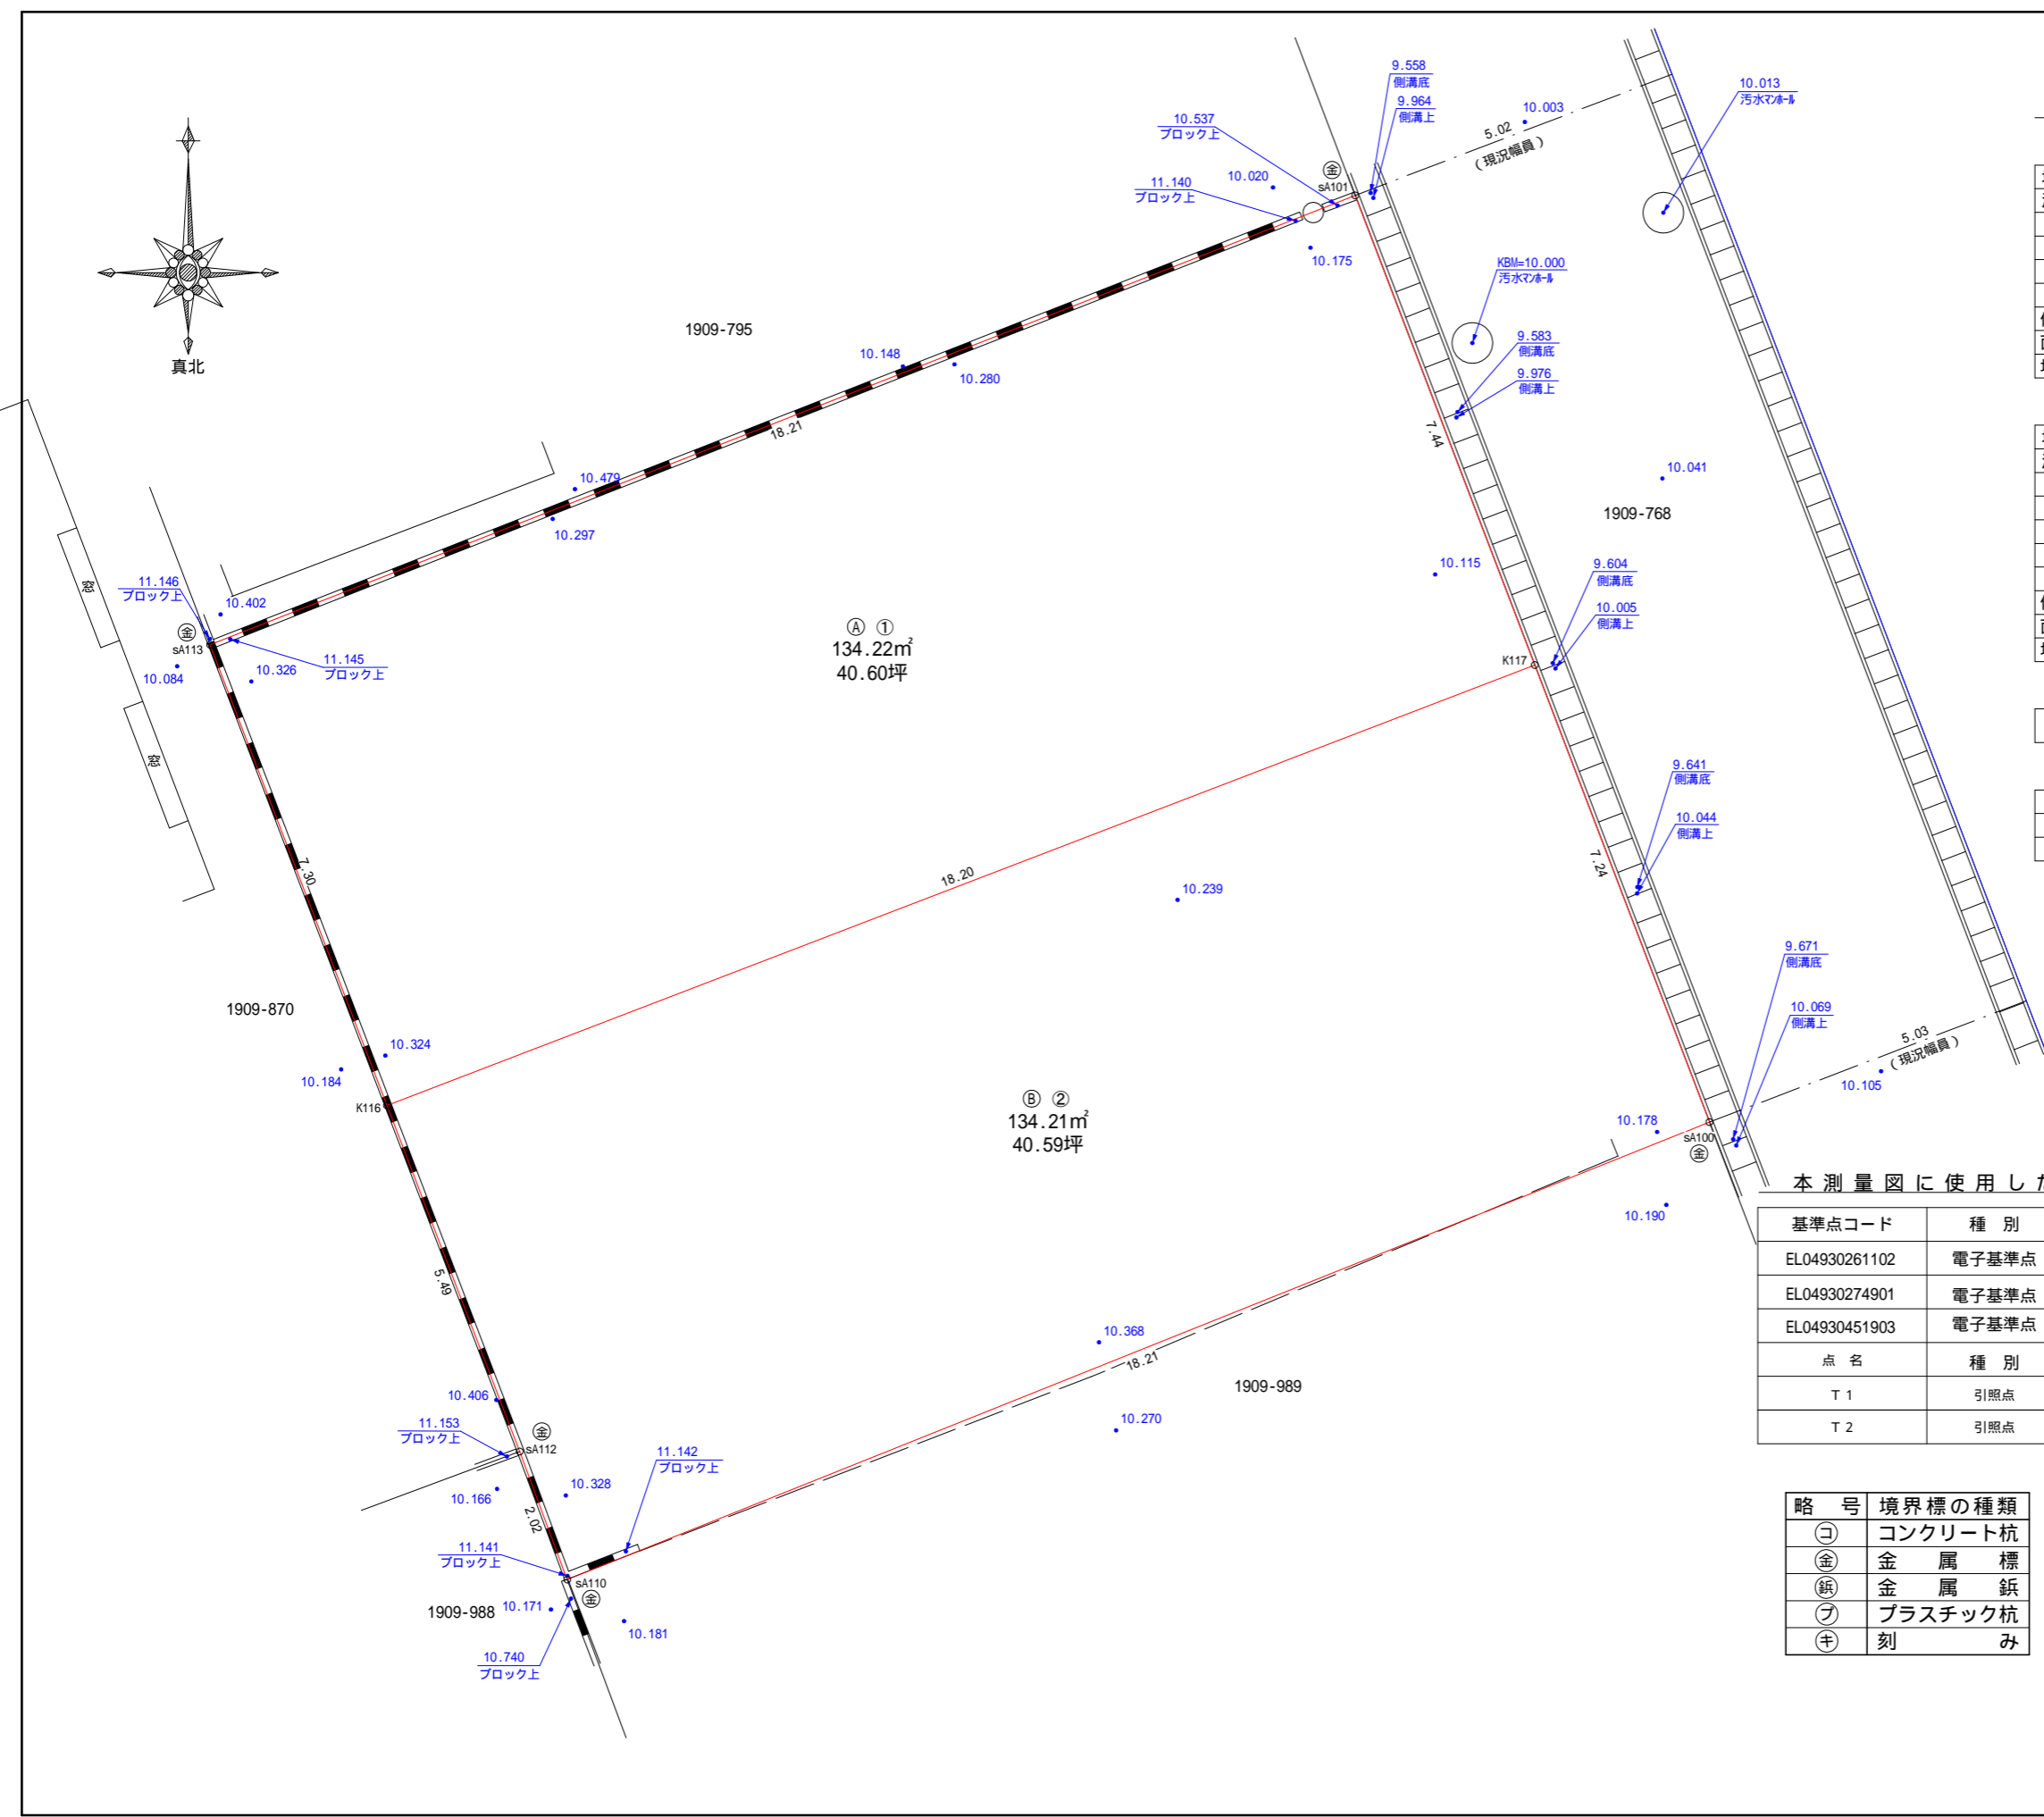 真北
9.558
側溝底
9.964
側溝上
10.003
5.02
(現況幅員)
10.013
汚水マンホール
10.537
ブロック上
㊎
sA101
10.020
11.140
ブロック上
10.175
KBM=10.000
汚水マンホール
1909-795
10.148
10.280
9.583
側溝底
9.976
側溝上
18.21
7.44
10.479
10.297
10.041
1909-768
窓
11.146
ブロック上
10.402
10.115
9.604
側溝底
10.005
側溝上
㊎
sA113
10.084
10.326
11.145
ブロック上
Ⓐ ①
134.22㎡
40.60坪
K117
窓
9.641
側溝底
10.044
側溝上
7.30
18.20
10.239
7.24
9.671
側溝底
10.069
側溝上
1909-870
10.324
10.184
K116
5.03
(現況幅員)
10.105
Ⓑ ②
134.21㎡
40.59坪
10.178
sA100
㊎
10.190
5.49
10.368
18.21
1909-989
10.270
10.406
11.153
ブロック上
㊎
sA112
10.166
10.328
11.142
ブロック上
2.02
11.141
ブロック上
sA110
㊎
1909-988
10.171
10.181
10.740
ブロック上
本測量図に使用し
基準点コード 種別
EL04930261102 電子基準点
EL04930274901 電子基準点
EL04930451903 電子基準点
点名 種別
T1 引照点
T2 引照点
略号 境界標の種類
㋙ コンクリート杭
㊎ 金属標
鋲 金属鋲
㋫ プラスチック杭
㋖ 刻み